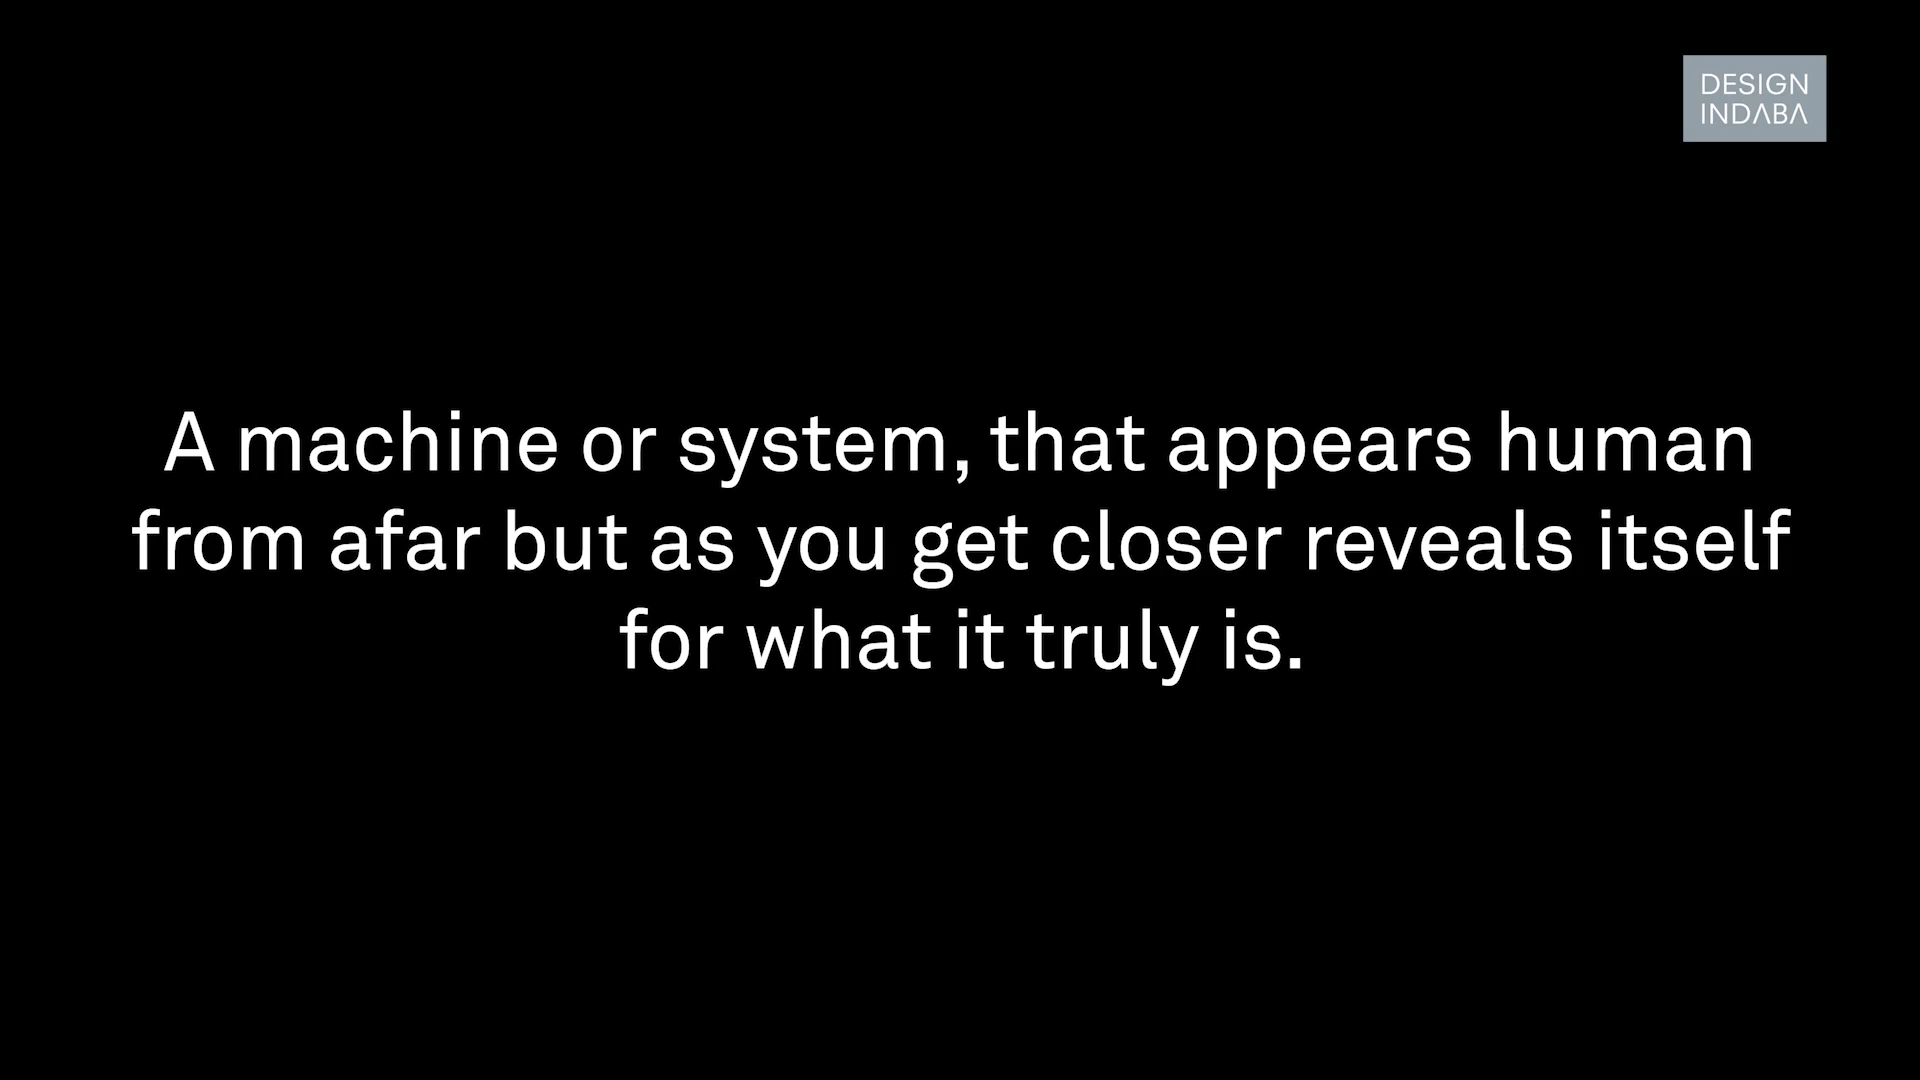 DESIGN
INDABA
A machine or system, that appears human
from afar but as you get closer reveals itself
for what it truly is.